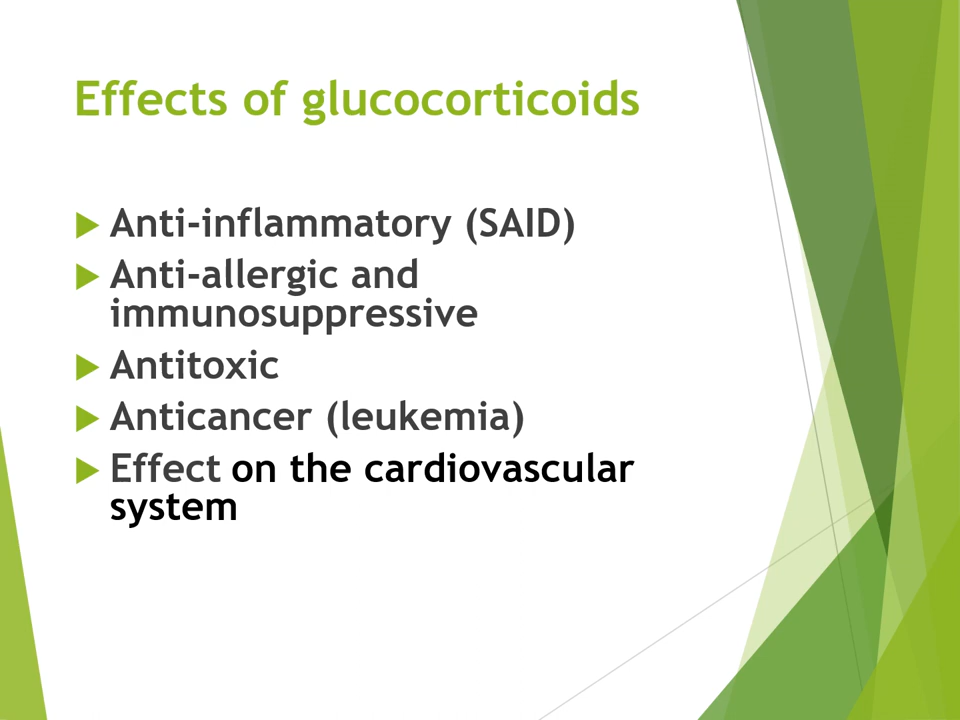 Effects of glucocorticoids
Anti-inflammatory (SAID)
Anti-allergic and
immunosuppressive
Antitoxic
Anticancer (leukemia)
Effect on the cardiovascular
system